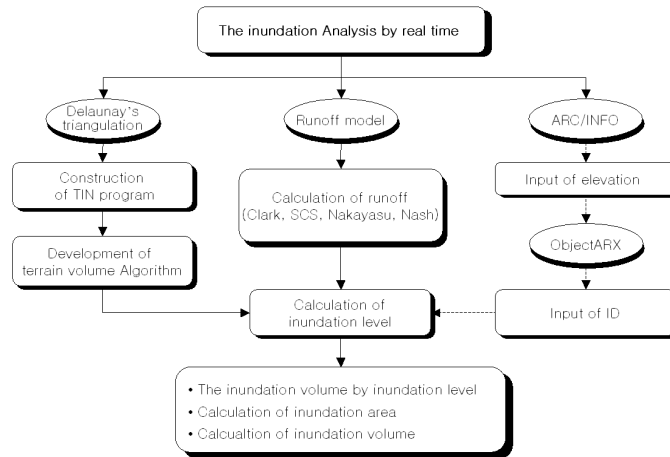 The inundation Analysis by real time
Delaunay's
triangulation
Runoff model
ARC/INFO
Construction
of TIN program
Calculation of runoff
(Clark, SCS, Nakayasu, Nash)
Input of elevation
Development of
terrain volume Algorithm
ObjectARX
Calculation of
inundation level
Input of ID
• The inundation volume by inundation level
• Calculation of inundation area
• Calcualtion of inundation volume